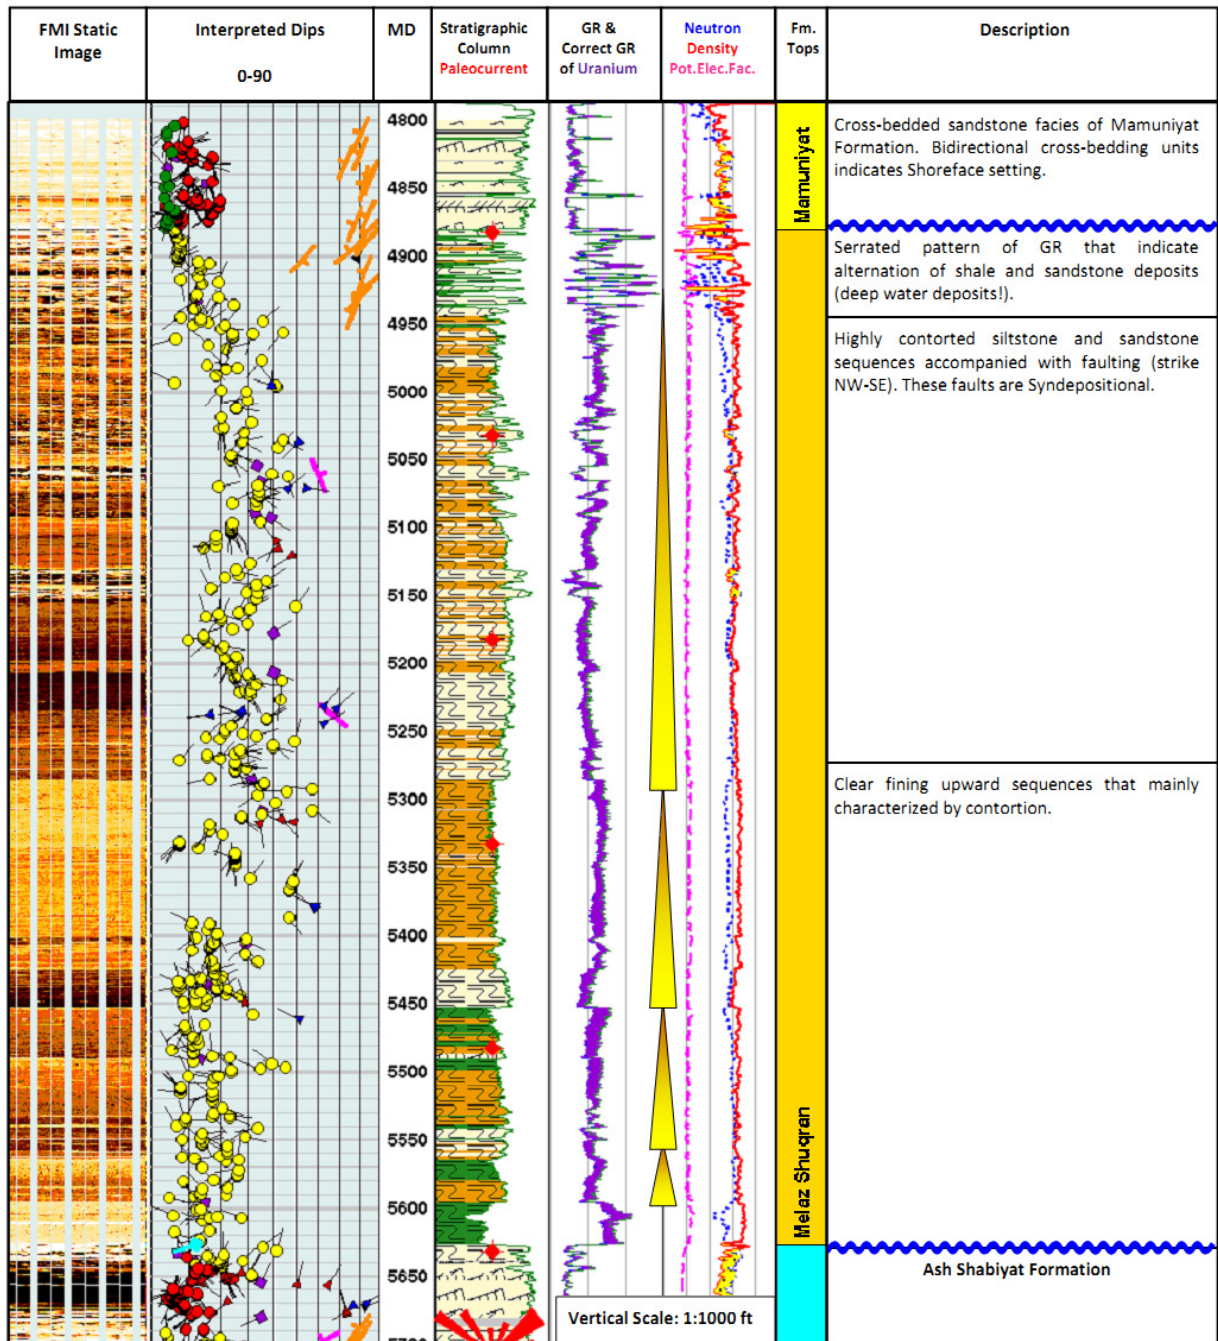 FMI Static
Image
Interpreted Dips
0-90
MD
Stratigraphic
Column
Paleocurrent
GR &
Correct GR
of Uranium
Neutron
Density
Pot.Elec.Fac.
Fm.
Tops
Description
4800
4850
4900
4950
5000
5050
5100
5150
5200
5250
5300
5350
5400
5450
5500
5550
5600
5650
Mamuniyat
Melaz Shuqran
Cross-bedded sandstone facies of Mamuniyat
Formation. Bidirectional cross-bedding units
indicates Shoreface setting.
Serrated pattern of GR that indicate
alternation of shale and sandstone deposits
(deep water deposits!).
Highly contorted siltstone and sandstone
sequences accompanied with faulting (strike
NW-SE). These faults are Syndepositional.
Clear fining upward sequences that mainly
characterized by contortion.
Ash Shabiyat Formation
Vertical Scale: 1:1000 ft